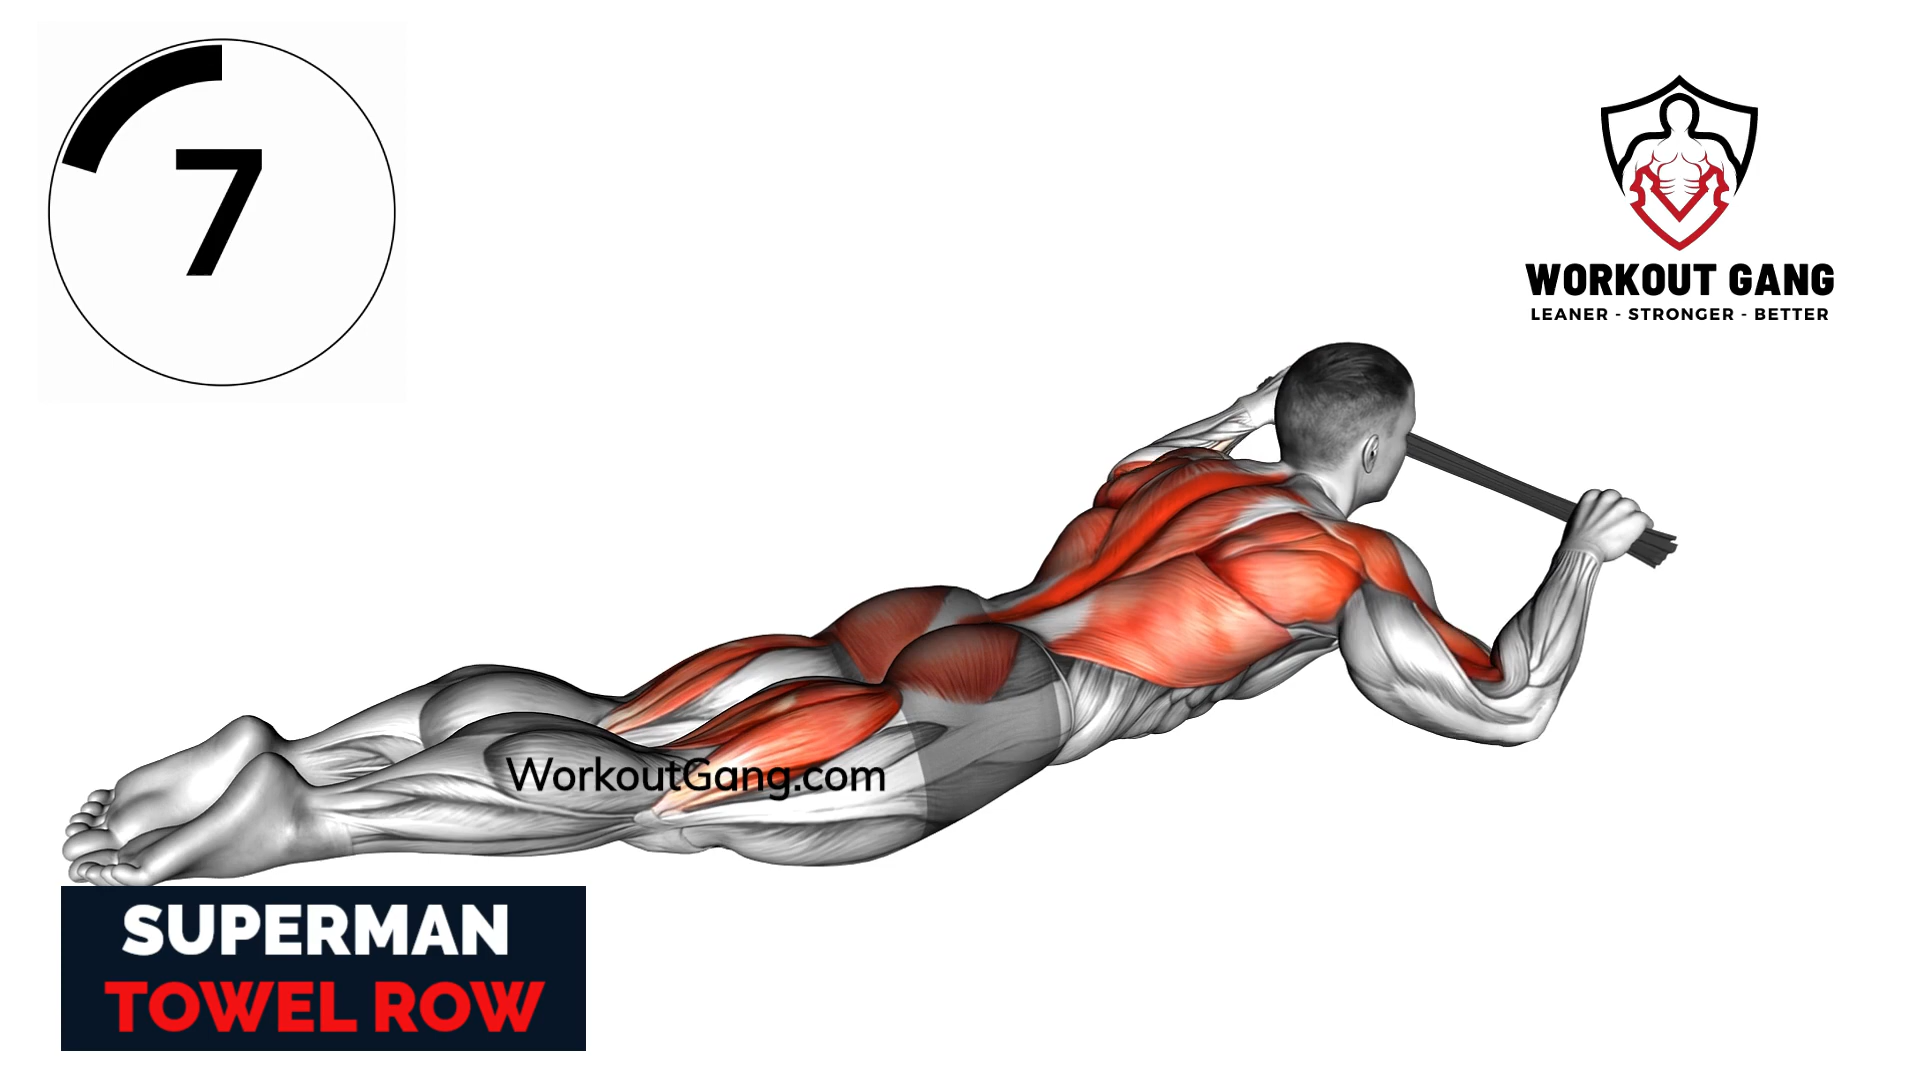 7
WORKOUT GANG
LEANER - STRONGER - BETTER
WorkoutGang.com
SUPERMAN
TOWEL ROW